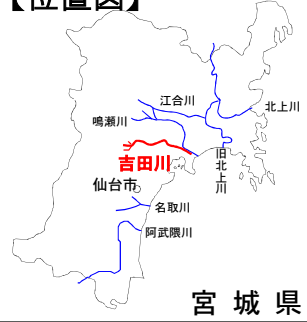 【位置図】
江合川
北上川
鳴瀬川
旧北上川
吉田川
仙台市
名取川
阿武隈川
宮城県